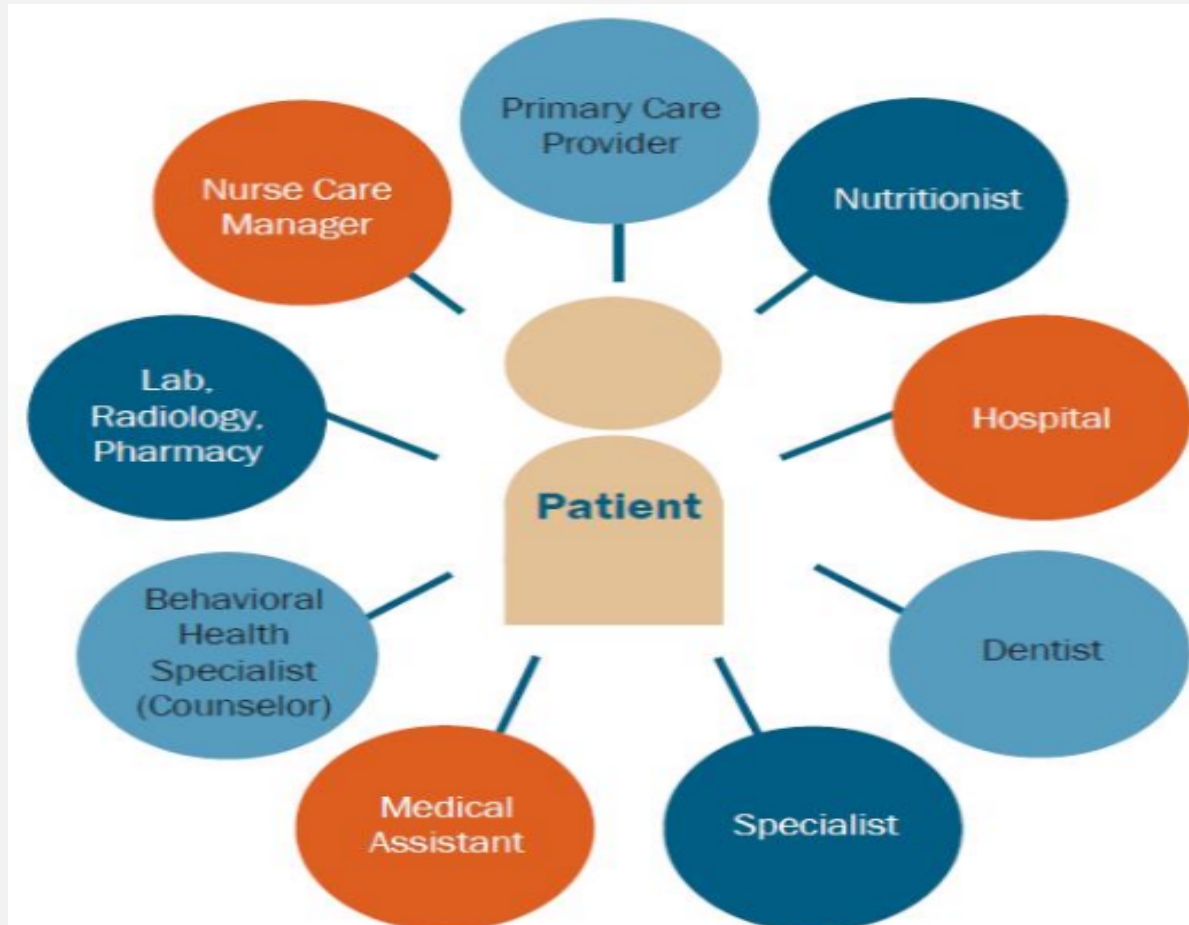 Primary Care
Provider
Nurse Care
Manager
Nutritionist
Lab,
Radiology,
Pharmacy
Hospital
Patient
Behavioral
Health
Specialist
(Counselor)
Dentist
Medical
Assistant
Specialist